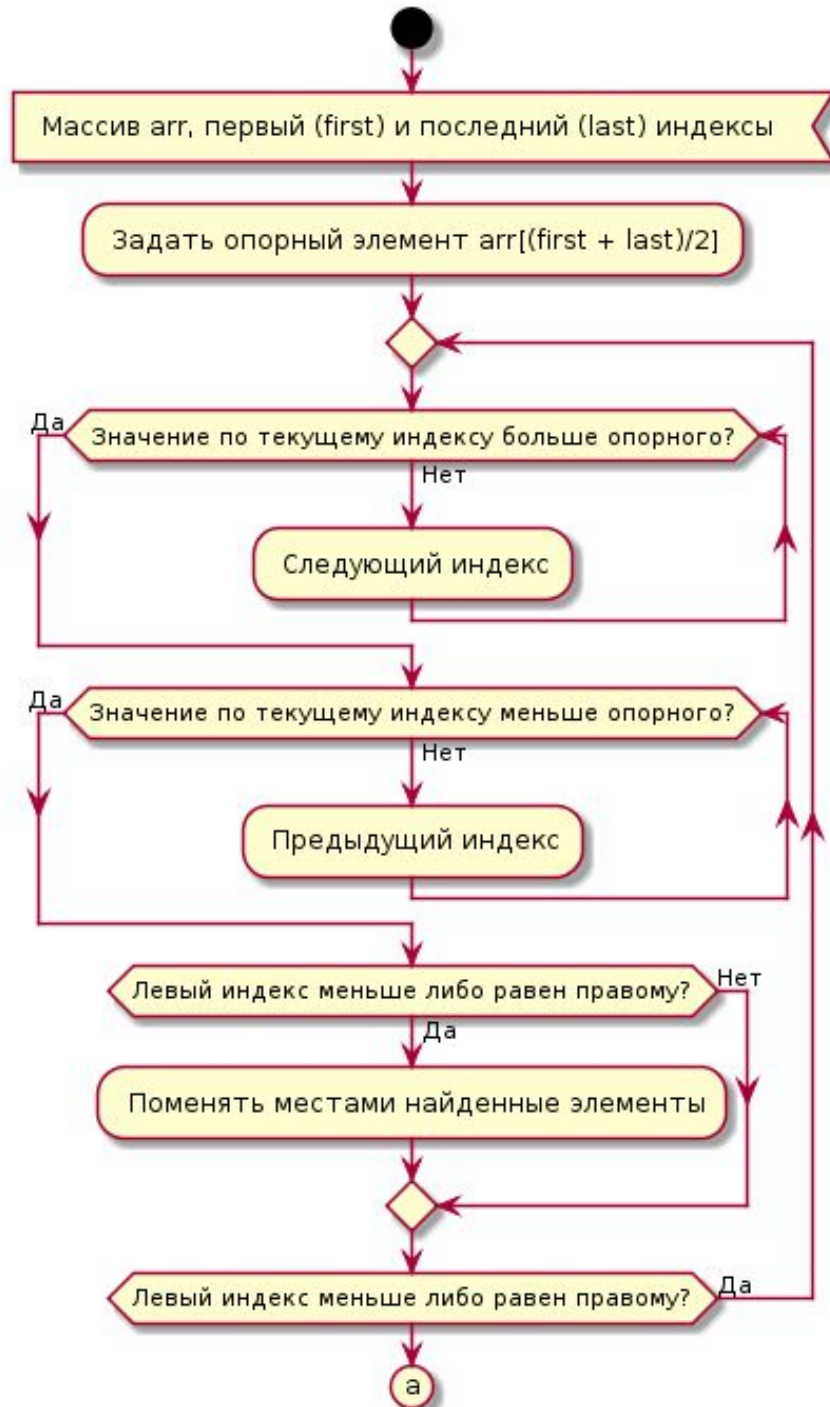 Массив arr, первый (first) и последний (last) индексы
Задать опорный элемент arr[(first + last)/2]
Да
Значение по текущему индексу больше опорного?
Нет
Следующий индекс
Да
Значение по текущему индексу меньше опорного?
Нет
Предыдущий индекс
Левый индекс меньше либо равен правому?
Нет
Да
Поменять местами найденные элементы
Левый индекс меньше либо равен правому?
Да
a